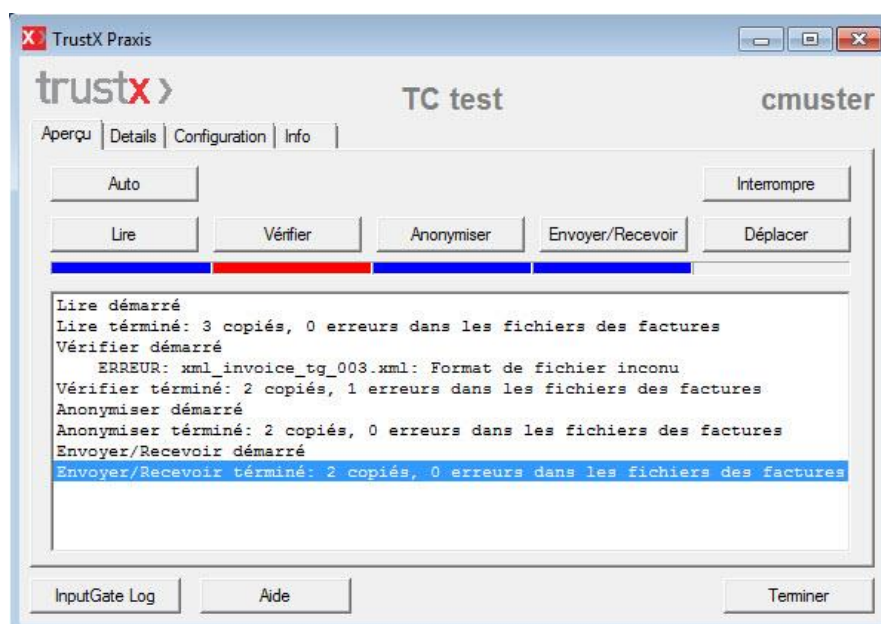 TrustX Praxis
trustx TC test cmuster
Aperçu Details Configuration Info
Auto Interrompre
Lire Vérifier Anonymiser Envoyer/Recevoir Déplacer
Lire démarré
Lire términé: 3 copiés, 0 erreurs dans les fichiers des factures
Vérifier démarré
ERREUR: xml_invoice_tg_003.xml: Format de fichier inconu
Vérifier términé: 2 copiés, 1 erreurs dans les fichiers des factures
Anonymiser démarré
Anonymiser términé: 2 copiés, 0 erreurs dans les fichiers des factures
Envoyer/Recevoir démarré
Envoyer/Recevoir términé: 2 copiés, 0 erreurs dans les fichiers des factures
InputGate Log Aide Terminer